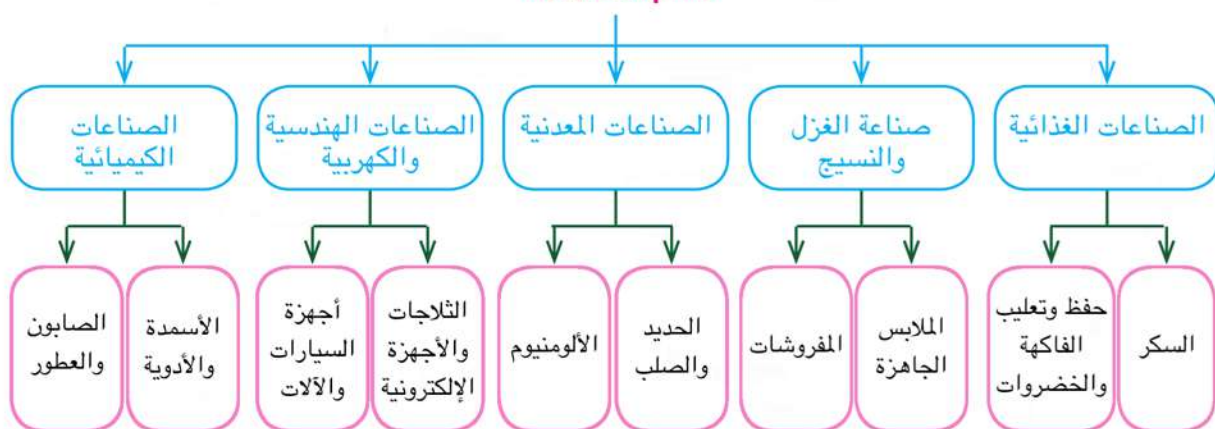 الصناعات الغذائية
صناعة الغزل
والنسيج
الصناعات المعدنية
الصناعات الهندسية
والكهربية
الصناعات
الكيميائية
السكر
حفظ وتعليب
الفاكهة
والخضروات
الملابس
الجاهزة
المفروشات
الحديد
والصلب
الألومنيوم
الثلاجات
والأجهزة
الإلكترونية
أجهزة
السيارات
والآلات
الأسمدة
والأدوية
الصابون
والعطور